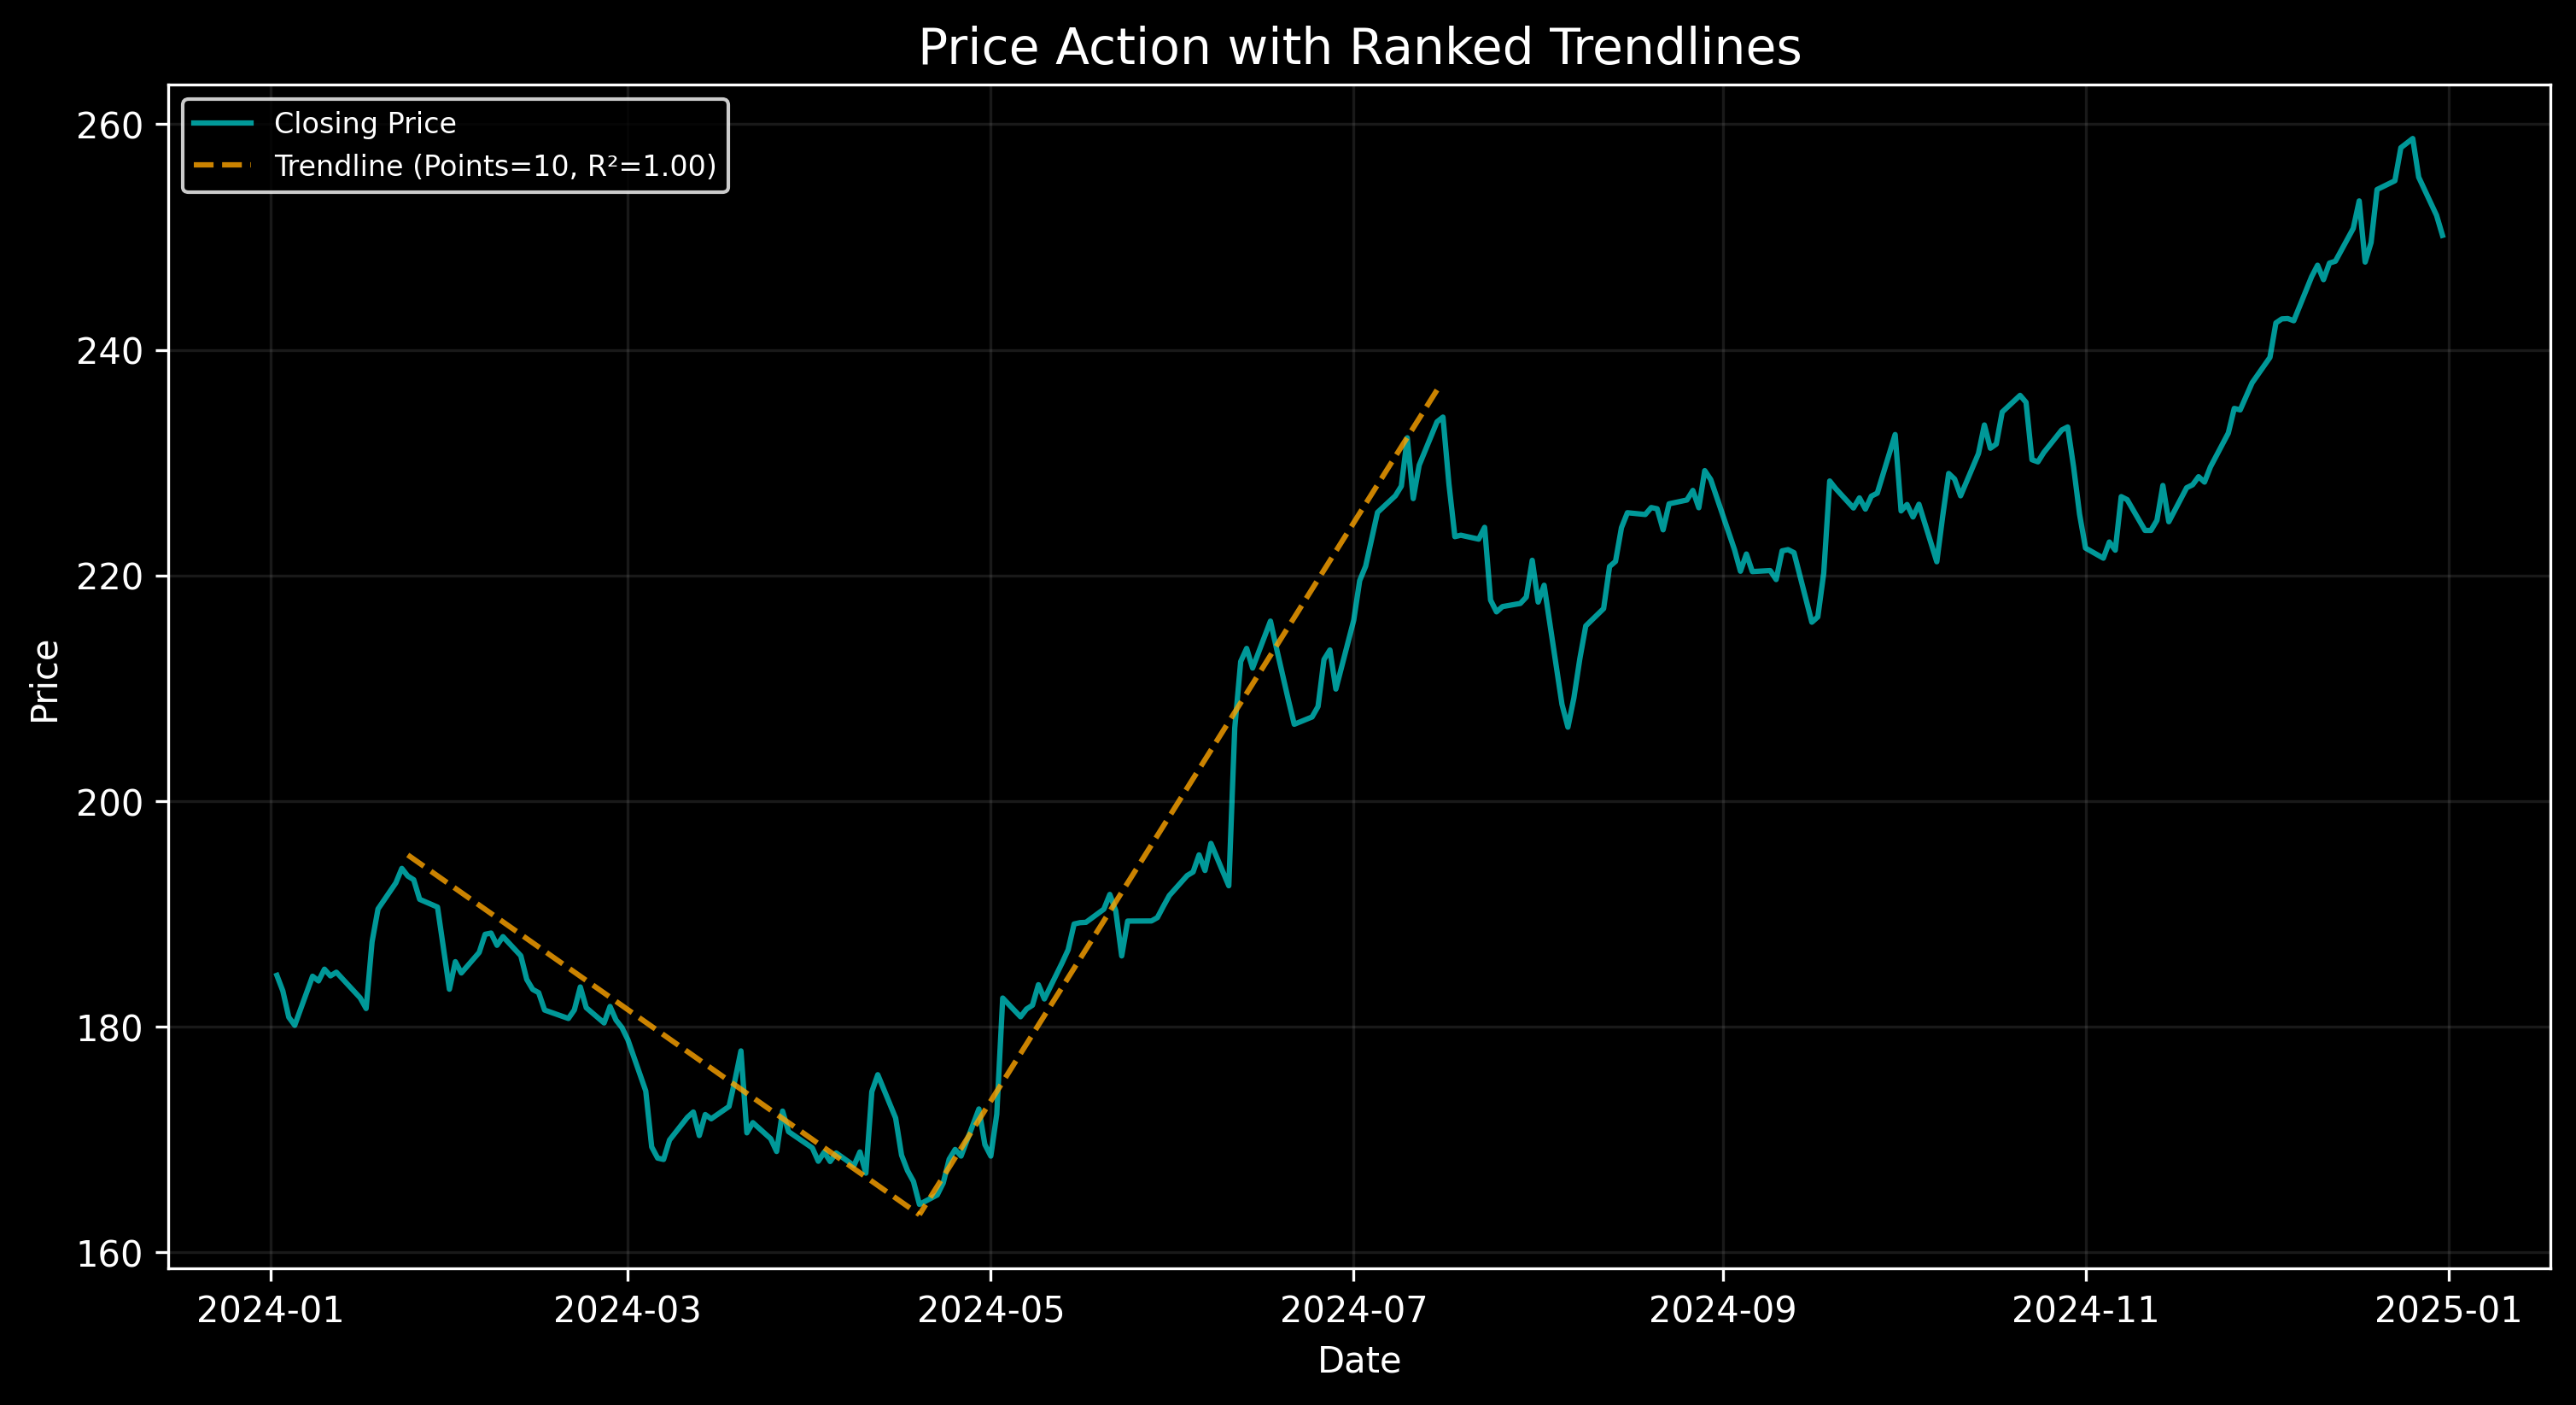 Price Action with Ranked Trendlines
Closing Price
Trendline (Points=10, R²=1.00)
260
240
220
200
180
160
Price
2024-01 2024-03 2024-05 2024-07 2024-09 2024-11 2025-01
Date